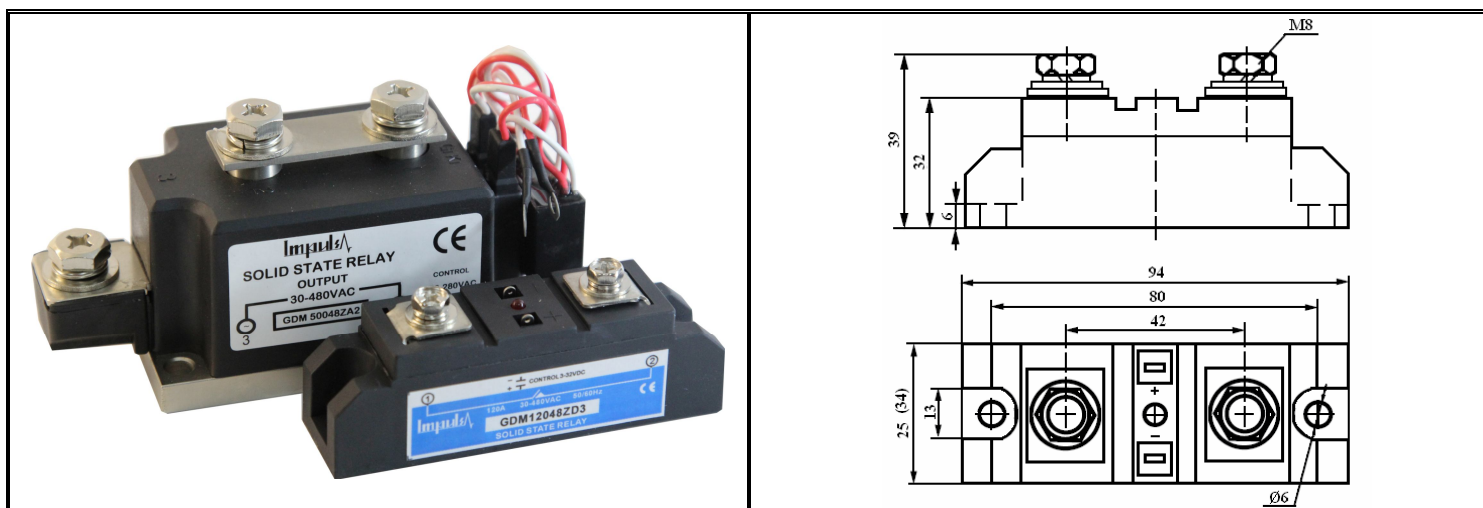 Impuls
CE
SOLID STATE RELAY
OUTPUT
30-480VAC
CONTROL
280VAC
GDM 50048ZA2
3
CONTROL 3-32VDC
1
2
120A 30-480VAC 50/60Hz
CE
Impuls
GDM12048ZD3
SOLID STATE RELAY
M8
39
32
6
94
80
42
25 (34)
13
+
−
Ø6